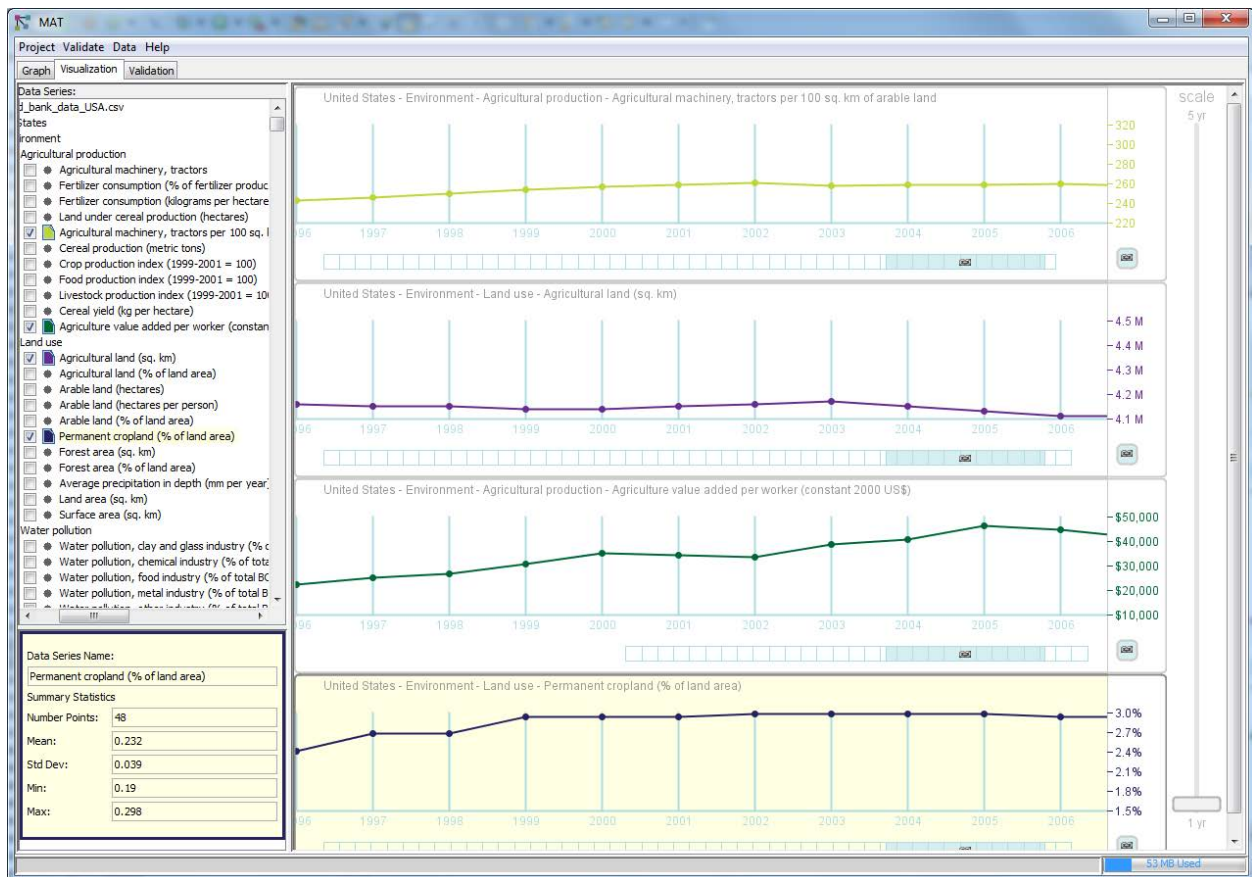 MAT
Project Validate Data Help
Graph Visualization Validation
Data Series:
d_bank_data_USA.csv
States
ironment
Agricultural production
Agricultural machinery, tractors
Fertilizer consumption (% of fertilizer produc
Fertilizer consumption (kilograms per hectare
Land under cereal production (hectares)
Agricultural machinery, tractors per 100 sq. l
Cereal production (metric tons)
Crop production index (1999-2001 = 100)
Food production index (1999-2001 = 100)
Livestock production index (1999-2001 = 10
Cereal yield (kg per hectare)
Agriculture value added per worker (constan
Land use
Agricultural land (sq. km)
Agricultural land (% of land area)
Arable land (hectares)
Arable land (hectares per person)
Arable land (% of land area)
Permanent cropland (% of land area)
Forest area (sq. km)
Forest area (% of land area)
Average precipitation in depth (mm per year)
Land area (sq. km)
Surface area (sq. km)
Water pollution
Water pollution, clay and glass industry (% o
Water pollution, chemical industry (% of tota
Water pollution, food industry (% of total BO
Water pollution, metal industry (% of total B
Data Series Name:
Permanent cropland (% of land area)
Summary Statistics
Number Points: 48
Mean: 0.232
Std Dev: 0.039
Min: 0.19
Max: 0.298
United States - Environment - Agricultural production - Agricultural machinery, tractors per 100 sq. km of arable land
320
300
280
260
240
220
996 1997 1998 1999 2000 2001 2002 2003 2004 2005 2006
United States - Environment - Land use - Agricultural land (sq. km)
4.5 M
4.4 M
4.3 M
4.2 M
4.1 M
996 1997 1998 1999 2000 2001 2002 2003 2004 2005 2006
United States - Environment - Agricultural production - Agriculture value added per worker (constant 2000 US$)
$50,000
$40,000
$30,000
$20,000
$10,000
996 1997 1998 1999 2000 2001 2002 2003 2004 2005 2006
United States - Environment - Land use - Permanent cropland (% of land area)
3.0%
2.7%
2.4%
2.1%
1.8%
1.5%
996 1997 1998 1999 2000 2001 2002 2003 2004 2005 2006
scale
5 yr
1 yr
53 MB Used